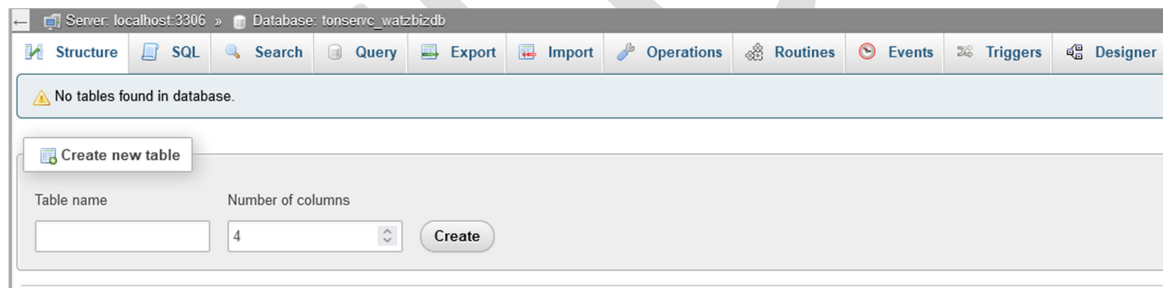 Server: localhost:3306 » Database: tonservc_watzbizdb
Structure SQL Search Query Export Import Operations Routines Events Triggers Designer
No tables found in database.
Create new table
Table name Number of columns
4 Create